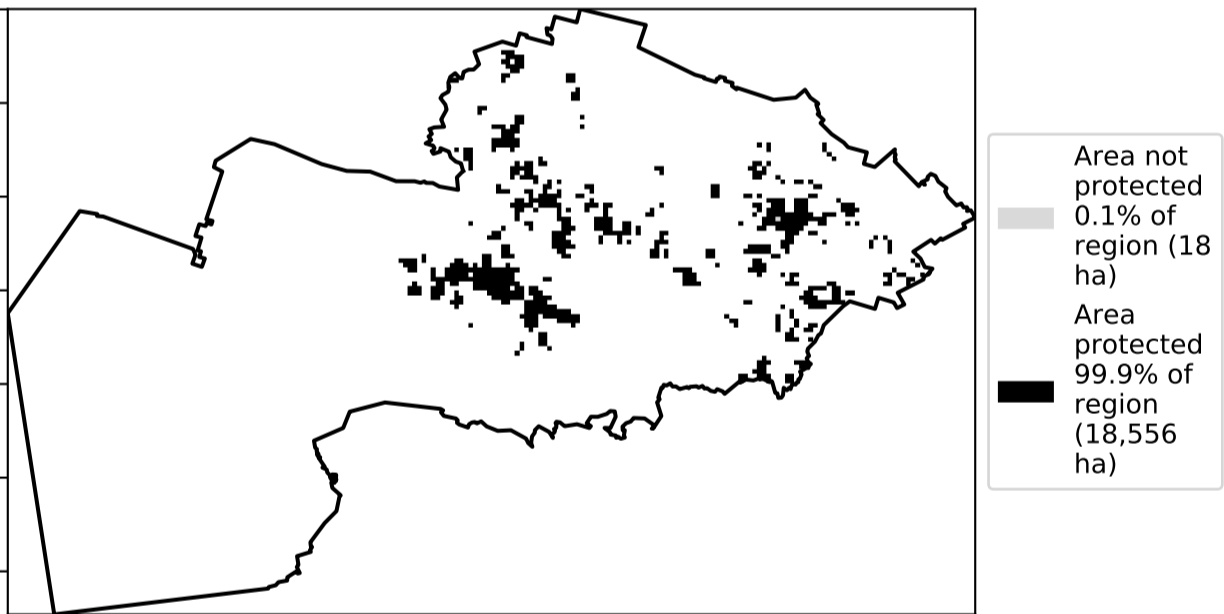 Area not
protected
0.1% of
region (18
ha)
Area
protected
99.9% of
region
(18,556
ha)